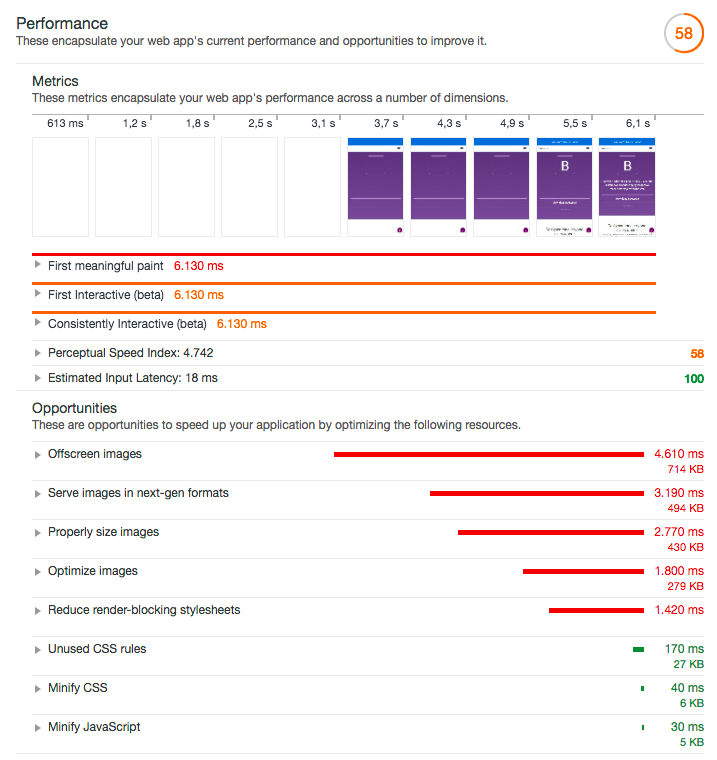 Performance
58
These encapsulate your web app's current performance and opportunities to improve it.
Metrics
These metrics encapsulate your web app's performance across a number of dimensions.
613 ms 1,2 s 1,8 s 2,5 s 3,1 s 3,7 s 4,3 s 4,9 s 5,5 s 6,1 s
B B
First meaningful paint 6.130 ms
First Interactive (beta) 6.130 ms
Consistently Interactive (beta) 6.130 ms
Perceptual Speed Index: 4.742 58
Estimated Input Latency: 18 ms 100
Opportunities
These are opportunities to speed up your application by optimizing the following resources.
Offscreen images 4.610 ms
714 KB
Serve images in next-gen formats 3.190 ms
494 KB
Properly size images 2.770 ms
430 KB
Optimize images 1.800 ms
279 KB
Reduce render-blocking stylesheets 1.420 ms
Unused CSS rules 170 ms
27 KB
Minify CSS 40 ms
6 KB
Minify JavaScript 30 ms
5 KB